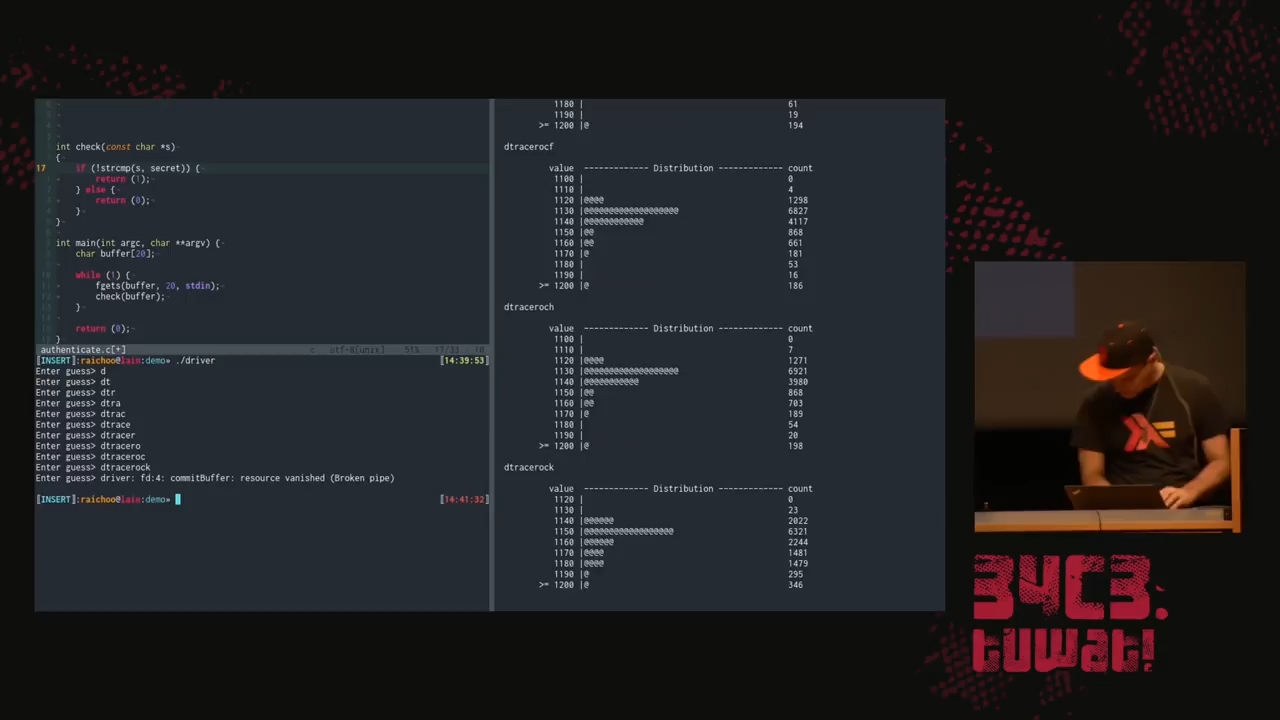 int check(const char *s)
{
17 if (!strcmp(s, secret)) {
return (1);
} else {
return (0);
}
}
int main(int argc, char **argv) {
char buffer[20];
while (1) {
fgets(buffer, 20, stdin);
check(buffer);
}
return (0);
}
authenticate.c[+] c utf-8[unix] 51% 17/33 10
[INSERT]:raichoo@lain:demo» ./driver [14:39:53]
Enter guess> d
Enter guess> dt
Enter guess> dtr
Enter guess> dtra
Enter guess> dtrac
Enter guess> dtrace
Enter guess> dtracer
Enter guess> dtracero
Enter guess> dtraceroc
Enter guess> dtracerock
Enter guess> driver: fd:4: commitBuffer: resource vanished (Broken pipe)
[INSERT]:raichoo@lain:demo» [14:41:32]
1180 | 61
1190 | 19
>= 1200 |@ 194
dtracerocf
value ------------- Distribution ------------- count
1100 | 0
1110 | 4
1120 |@@@@ 1298
1130 |@@@@@@@@@@@@@@@@@@@ 6827
1140 |@@@@@@@@@@@@ 4117
1150 |@@ 868
1160 |@@ 661
1170 |@ 181
1180 | 53
1190 | 16
>= 1200 |@ 186
dtraceroch
value ------------- Distribution ------------- count
1100 | 0
1110 | 7
1120 |@@@@ 1271
1130 |@@@@@@@@@@@@@@@@@@@ 6921
1140 |@@@@@@@@@@@ 3980
1150 |@@ 868
1160 |@@ 703
1170 |@ 189
1180 | 54
1190 | 20
>= 1200 |@ 198
dtracerock
value ------------- Distribution ------------- count
1120 | 0
1130 | 23
1140 |@@@@@@ 2022
1150 |@@@@@@@@@@@@@@@@@@ 6321
1160 |@@@@@@ 2244
1170 |@@@@ 1481
1180 |@@@@ 1479
1190 |@ 295
>= 1200 |@ 346
34C3.
tuwat!